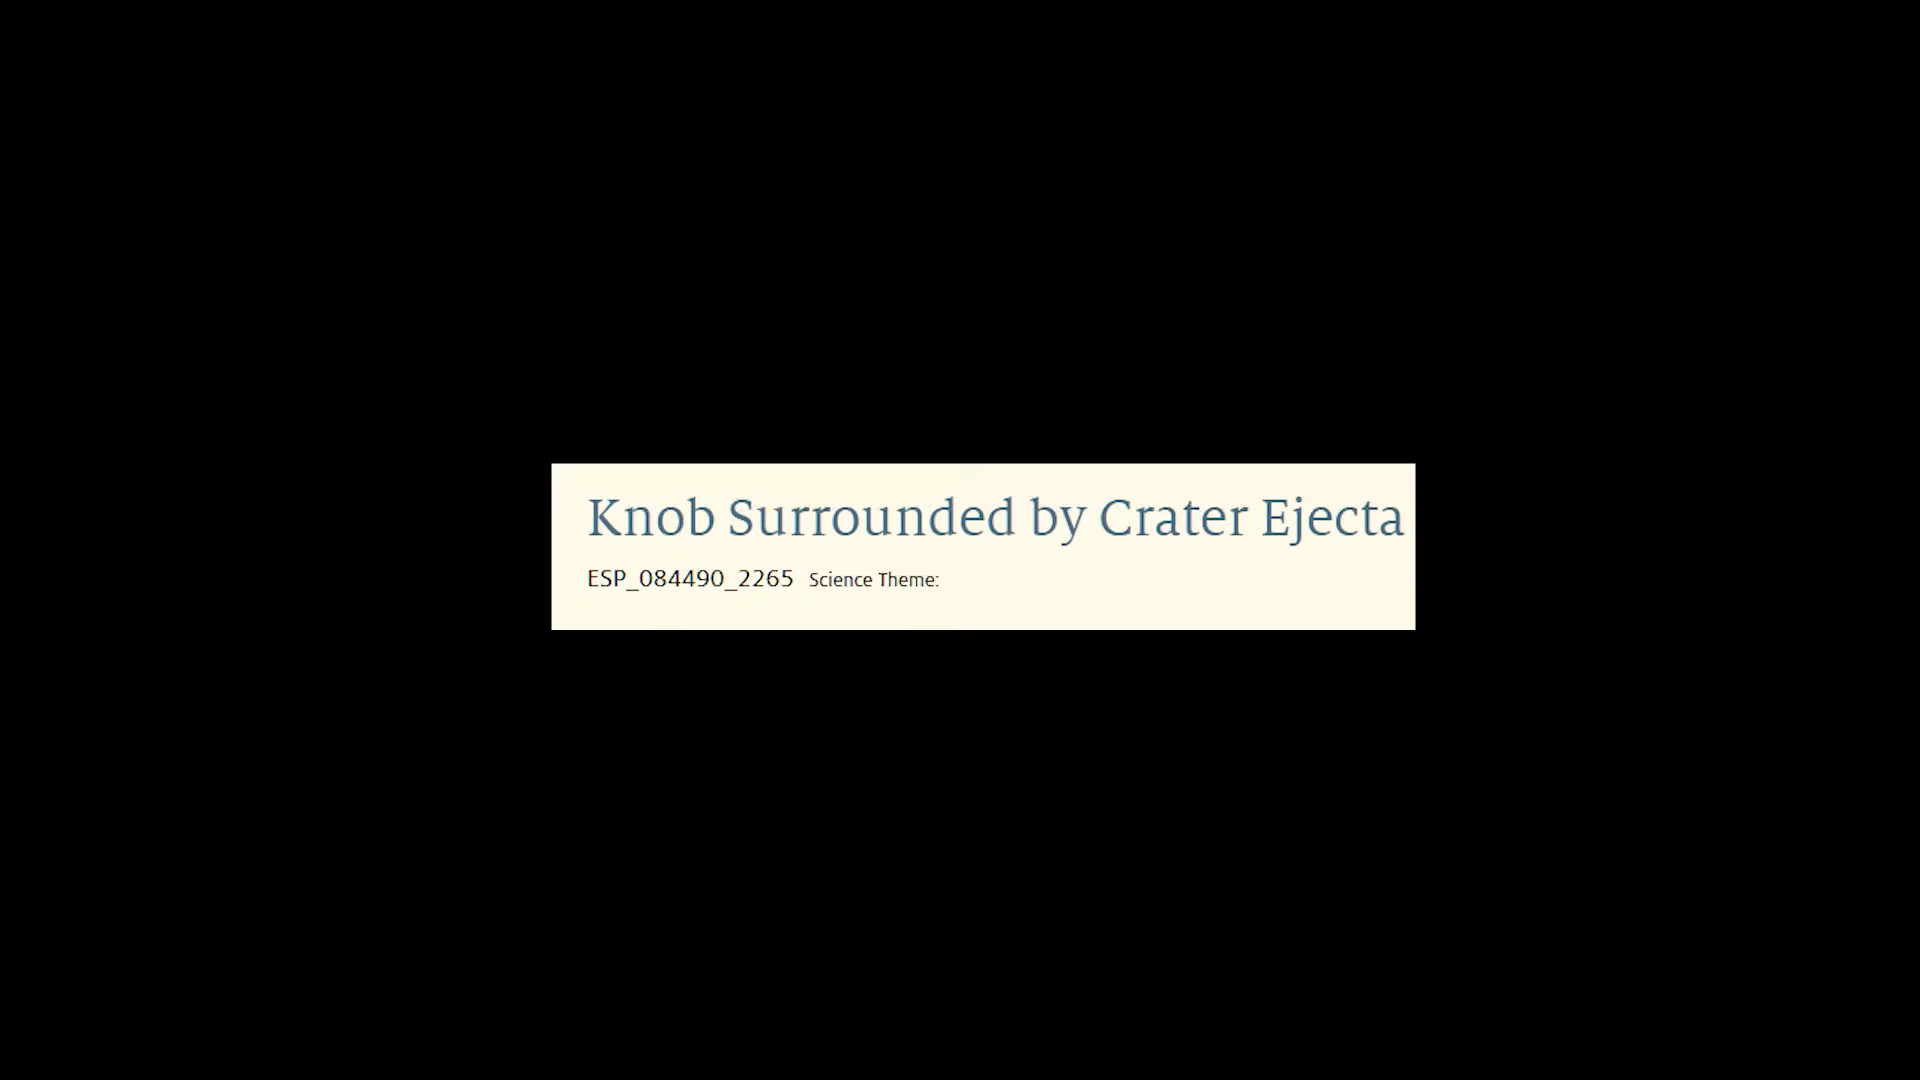 Knob Surrounded by Crater Ejecta
ESP_084490_2265 Science Theme: